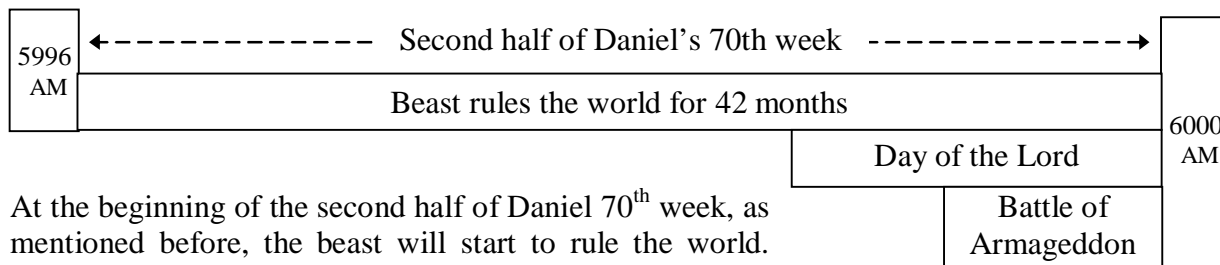 5996
AM
Second half of Daniel's 70th week
Beast rules the world for 42 months
6000
AM
Day of the Lord
Battle of
Armageddon
At the beginning of the second half of Daniel 70th week, as
mentioned before, the beast will start to rule the world.